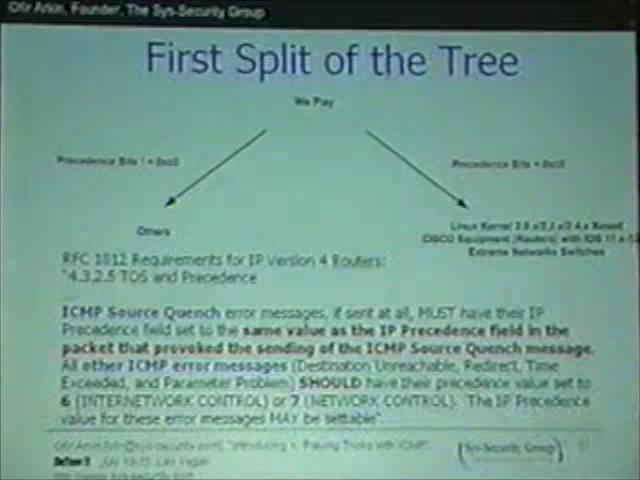 Ofir Arkin, Founder, The Sys-Security Group
First Split of the Tree
We Play
Precedence Bits ! = 0xc0
Precedence Bits = 0xc0
Others
Linux Kernel 2.0.x/2.2.x/2.4.x Based
CISCO Equipment (Routers) with IOS 11.x-12
Extreme Networks Switches
RFC 1812 Requirements for IP Version 4 Routers:
"4.3.2.5 TOS and Precedence
...
ICMP Source Quench error messages, if sent at all, MUST have their IP
Precedence field set to the same value as the IP Precedence field in the
packet that provoked the sending of the ICMP Source Quench message.
All other ICMP error messages (Destination Unreachable, Redirect, Time
Exceeded, and Parameter Problem) SHOULD have their precedence value set to
6 (INTERNETWORK CONTROL) or 7 (NETWORK CONTROL). The IP Precedence
value for these error messages MAY be settable".
Sys-Security Group